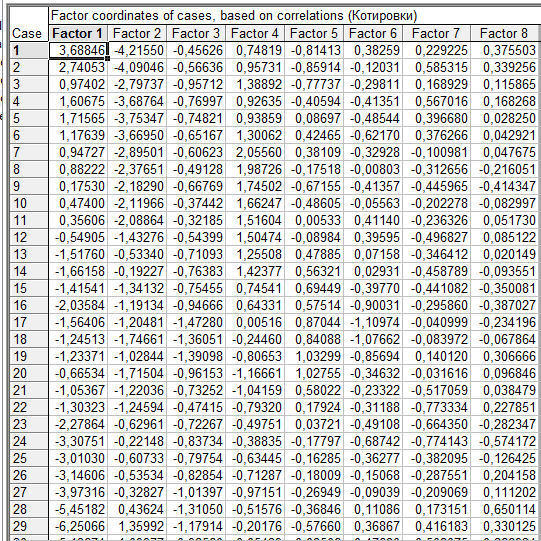 Factor coordinates of cases, based on correlations (Котировки)
Case Factor 1 Factor 2 Factor 3 Factor 4 Factor 5 Factor 6 Factor 7 Factor 8
1 3,68846 -4,21550 -0,45626 0,74819 -0,81413 0,38259 0,229225 0,375503
2 2,74053 -4,09046 -0,56636 0,95731 -0,85914 -0,12031 0,585315 0,339256
3 0,97402 -2,79737 -0,95712 1,38892 -0,77737 -0,29811 0,168929 0,115865
4 1,60675 -3,68764 -0,76997 0,92635 -0,40594 -0,41351 0,567016 0,168268
5 1,71565 -3,75347 -0,74821 0,93859 0,08697 -0,48544 0,396680 0,028250
6 1,17639 -3,66950 -0,65167 1,30062 0,42465 -0,62170 0,376266 0,042921
7 0,94727 -2,89501 -0,60623 2,05560 0,38109 -0,32928 -0,100981 0,047675
8 0,88222 -2,37651 -0,49128 1,98726 -0,17518 -0,00803 -0,312656 -0,216051
9 0,17530 -2,18290 -0,66769 1,74502 -0,67155 -0,41357 -0,445965 -0,414347
10 0,47400 -2,11966 -0,37442 1,66247 -0,48605 -0,05563 -0,202278 -0,082997
11 0,35606 -2,08864 -0,32185 1,51604 0,00533 0,41140 -0,236326 0,051730
12 -0,54905 -1,43276 -0,54399 1,50474 -0,08984 0,39595 -0,496827 0,085122
13 -1,51760 -0,53340 -0,71093 1,25508 0,47885 0,07158 -0,346412 0,020149
14 -1,66158 -0,19227 -0,76383 1,42377 0,56321 0,02931 -0,458789 -0,093551
15 -1,41541 -1,34132 -0,75455 0,74541 0,69449 -0,39770 -0,441082 -0,350081
16 -2,03584 -1,19134 -0,94666 0,64331 0,57514 -0,90031 -0,295860 -0,387027
17 -1,56406 -1,20481 -1,47280 0,00516 0,87044 -1,10974 -0,040999 -0,234196
18 -1,24513 -1,74661 -1,36051 -0,24460 0,84088 -1,07662 -0,083972 -0,067864
19 -1,23371 -1,02844 -1,39098 -0,80653 1,03299 -0,85694 0,140120 0,306666
20 -0,66534 -1,71504 -0,96153 -1,16661 1,02755 -0,34632 -0,031616 0,096846
21 -1,05367 -1,22036 -0,73252 -1,04159 0,58022 -0,23322 -0,517059 0,038479
22 -1,30323 -1,24594 -0,47415 -0,79320 0,17924 -0,31188 -0,773334 0,227851
23 -2,27864 -0,62961 -0,72267 -0,49751 0,03721 -0,49108 -0,664350 -0,282347
24 -3,30751 -0,22148 -0,83734 -0,38835 -0,17797 -0,68742 -0,774143 -0,574172
25 -3,01030 -0,60733 -0,79754 -0,63445 -0,16285 -0,36277 -0,382095 -0,126425
26 -3,14606 -0,53534 -0,82854 -0,71287 -0,18009 -0,15068 -0,287551 0,204158
27 -3,97316 -0,32827 -1,01397 -0,97151 -0,26949 -0,09039 -0,209069 0,111202
28 -5,45182 0,43624 -1,31050 -0,51576 -0,36846 0,11086 0,173151 0,650114
29 -6,25066 1,35992 -1,17914 -0,20176 -0,57660 0,36867 0,416183 0,330125